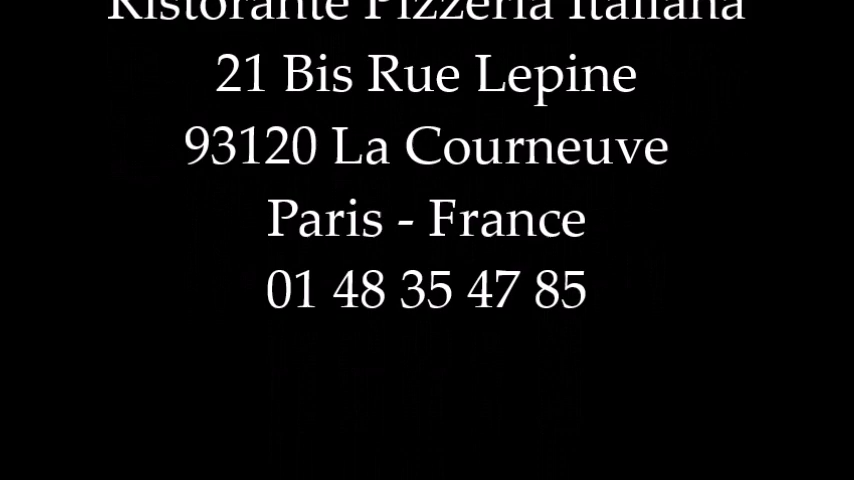 Ristorante Pizzeria Italiana
21 Bis Rue Lepine
93120 La Courneuve
Paris - France
01 48 35 47 85